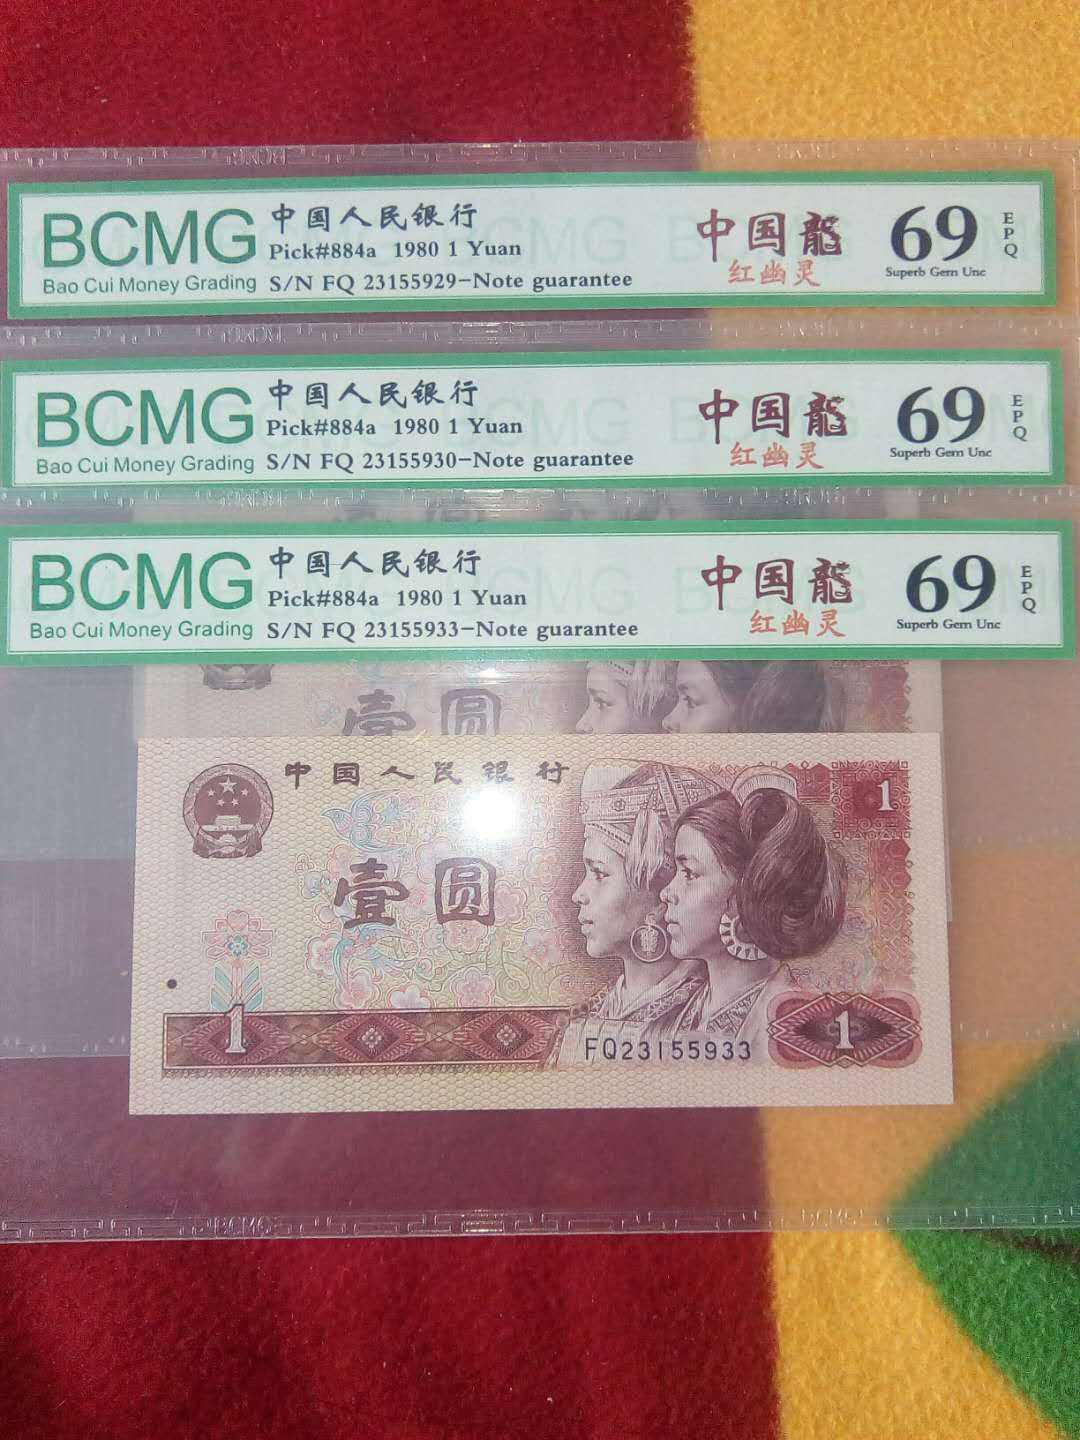 BCMG
Bao Cui Money Grading
中国人民银行
Pick#884a 1980 1 Yuan
S/N FQ 23155929-Note guarantee
中国龍
红幽灵
69
EPQ
Superb Gem Unc
BCMG
Bao Cui Money Grading
中国人民银行
Pick#884a 1980 1 Yuan
S/N FQ 23155930-Note guarantee
中国龍
红幽灵
69
EPQ
Superb Gem Unc
BCMG
Bao Cui Money Grading
中国人民银行
Pick#884a 1980 1 Yuan
S/N FQ 23155933-Note guarantee
中国龍
红幽灵
69
EPQ
Superb Gem Unc
壹圆
中国人民银行
1
壹圆
1
FQ23155933
1
BCMG
BCMG